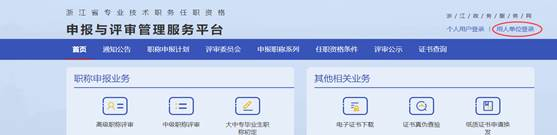 浙江省专业技术职务任职资格
申报与评审管理服务平台
浙江政务服务网
个人用户登录 | 用人单位登录
首页 通知公告 职称申报计划 评审委员会 申报职称系列 任职资格条件 评审公示 证书查询
职称申报业务
其他相关业务
高级职称评审 中级职称评审 大中专毕业生职称初定
电子证书下载 证书真伪查验 纸质证书申请换发